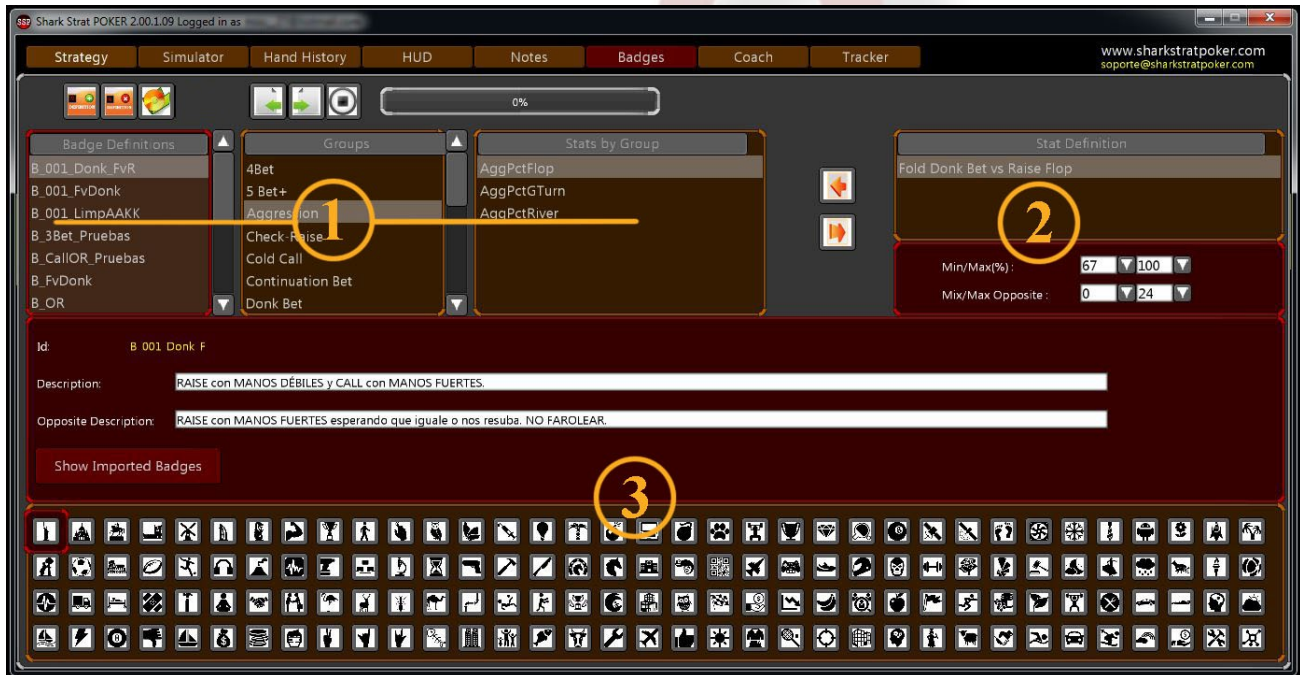 SSP Shark Strat POKER 2.00.1.09 Logged in as
Strategy Simulator Hand History HUD Notes Badges Coach Tracker
www.sharkstratpoker.com
soporte@sharkstratpoker.com
0%
Badge Definitions
B_001_Donk_FvR
B_001_FvDonk
B_001_LimpAAKK
B_3Bet_Pruebas
B_CallOR_Pruebas
B_FvDonk
B_OR
Groups
4Bet
5 Bet+
Aggression
Check-Raise
Cold Call
Continuation Bet
Donk Bet
1
Stats by Group
AggPctFlop
AggPctGTurn
AggPctRiver
Stat Definition
Fold Donk Bet vs Raise Flop
2
Min/Max(%) : 67 100
Mix/Max Opposite : 0 24
Id: B 001 Donk F
Description: RAISE con MANOS DÉBILES y CALL con MANOS FUERTES.
Opposite Description: RAISE con MANOS FUERTES esperando que iguale o nos resuba. NO FAROLEAR.
Show Imported Badges
3